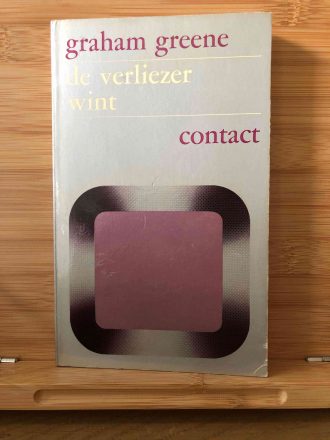 graham greene
de verliezer
wint
contact